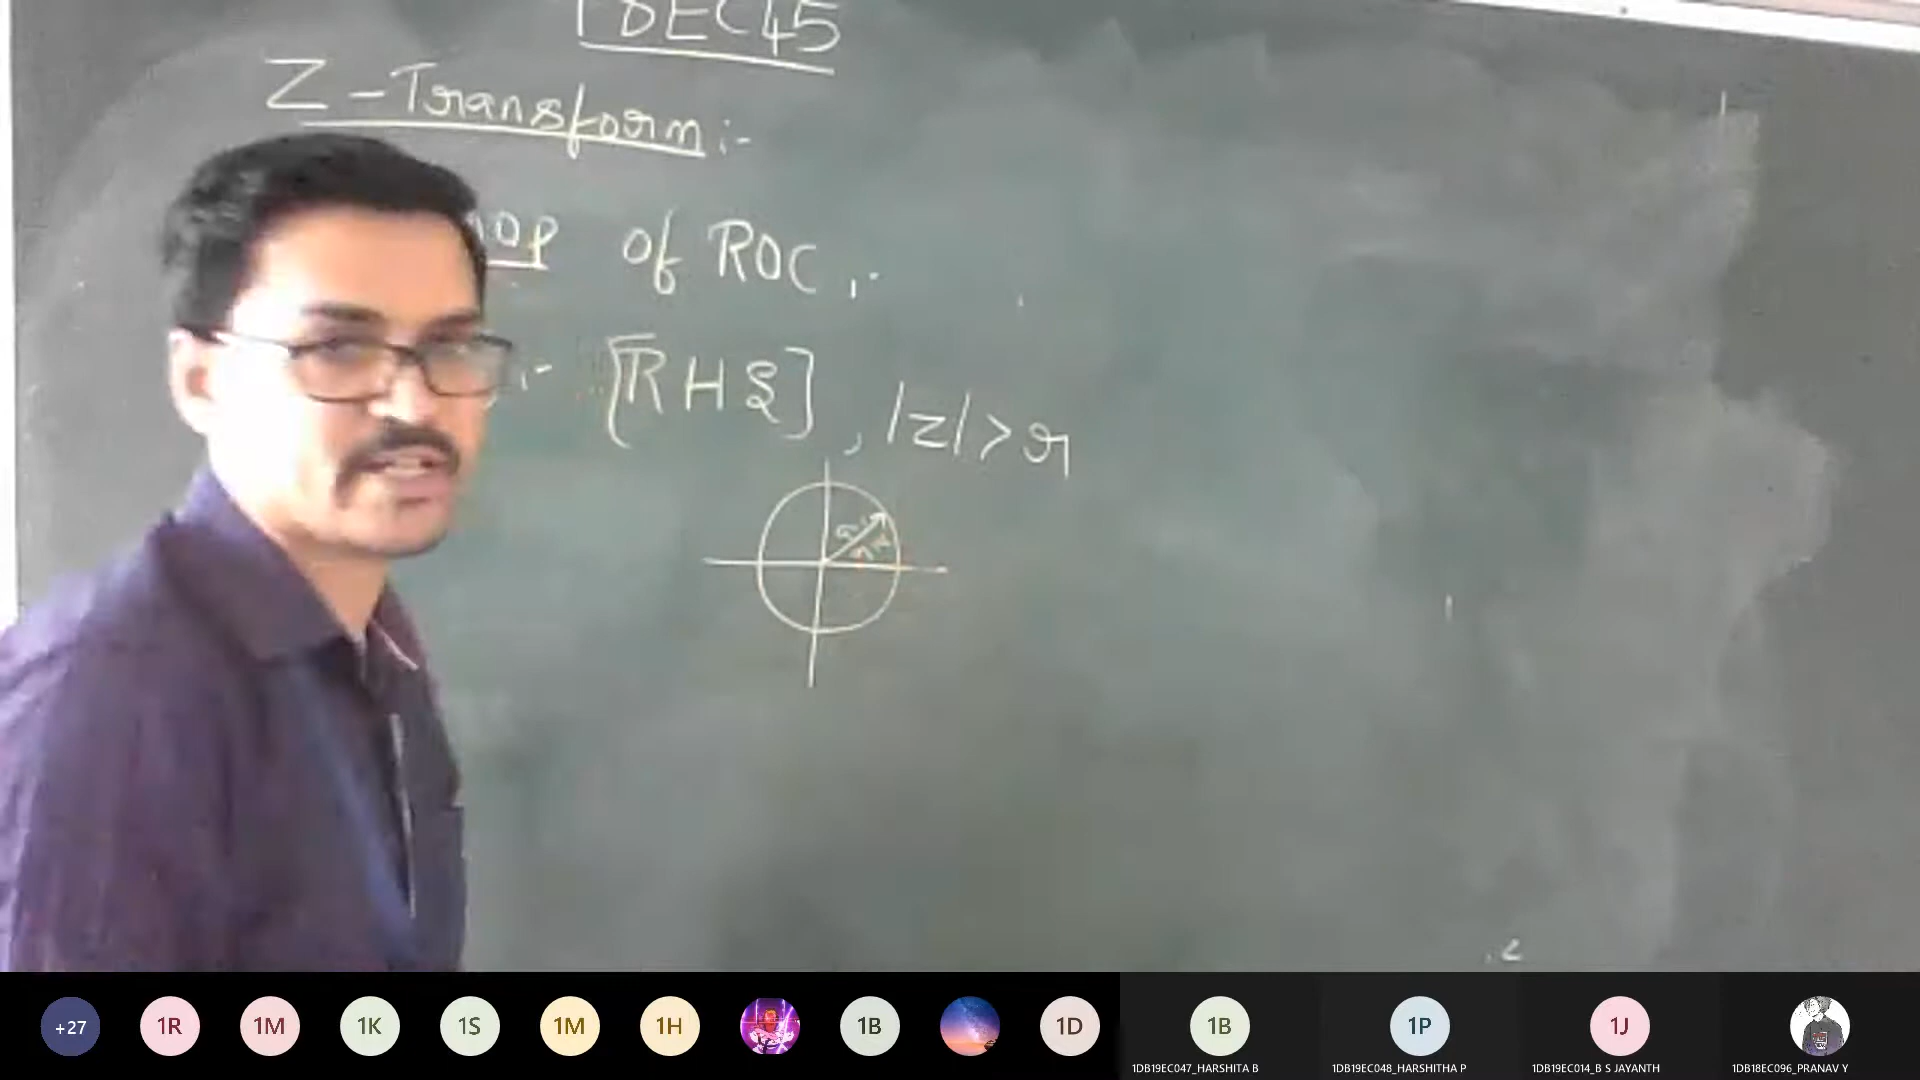 18EC45
Z-Transform:-
of ROC :-
:- [RHS], |z|>r
r
+27
1R
1M
1K
1S
1M
1H
1B
1D
1B
1P
1J
1DB19EC047_HARSHITA B
1DB19EC048_HARSHITHA P
1DB19EC014_B S JAYANTH
1DB18EC096_PRANAV Y